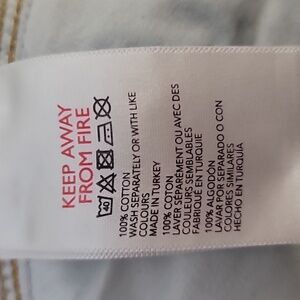 KEEP AWAY
FROM FIRE
40
100% COTTON
WASH SEPARATELY OR WITH LIKE
COLOURS
MADE IN TURKEY
100% COTON
LAVER SÉPARÉMENT OU AVEC DES
COULEURS SEMBLABLES
FABRIQUÉ EN TURQUIE
100% ALGODÓN
LAVAR POR SEPARADO O CON
COLORES SIMILARES
HECHO EN TURQUÍA